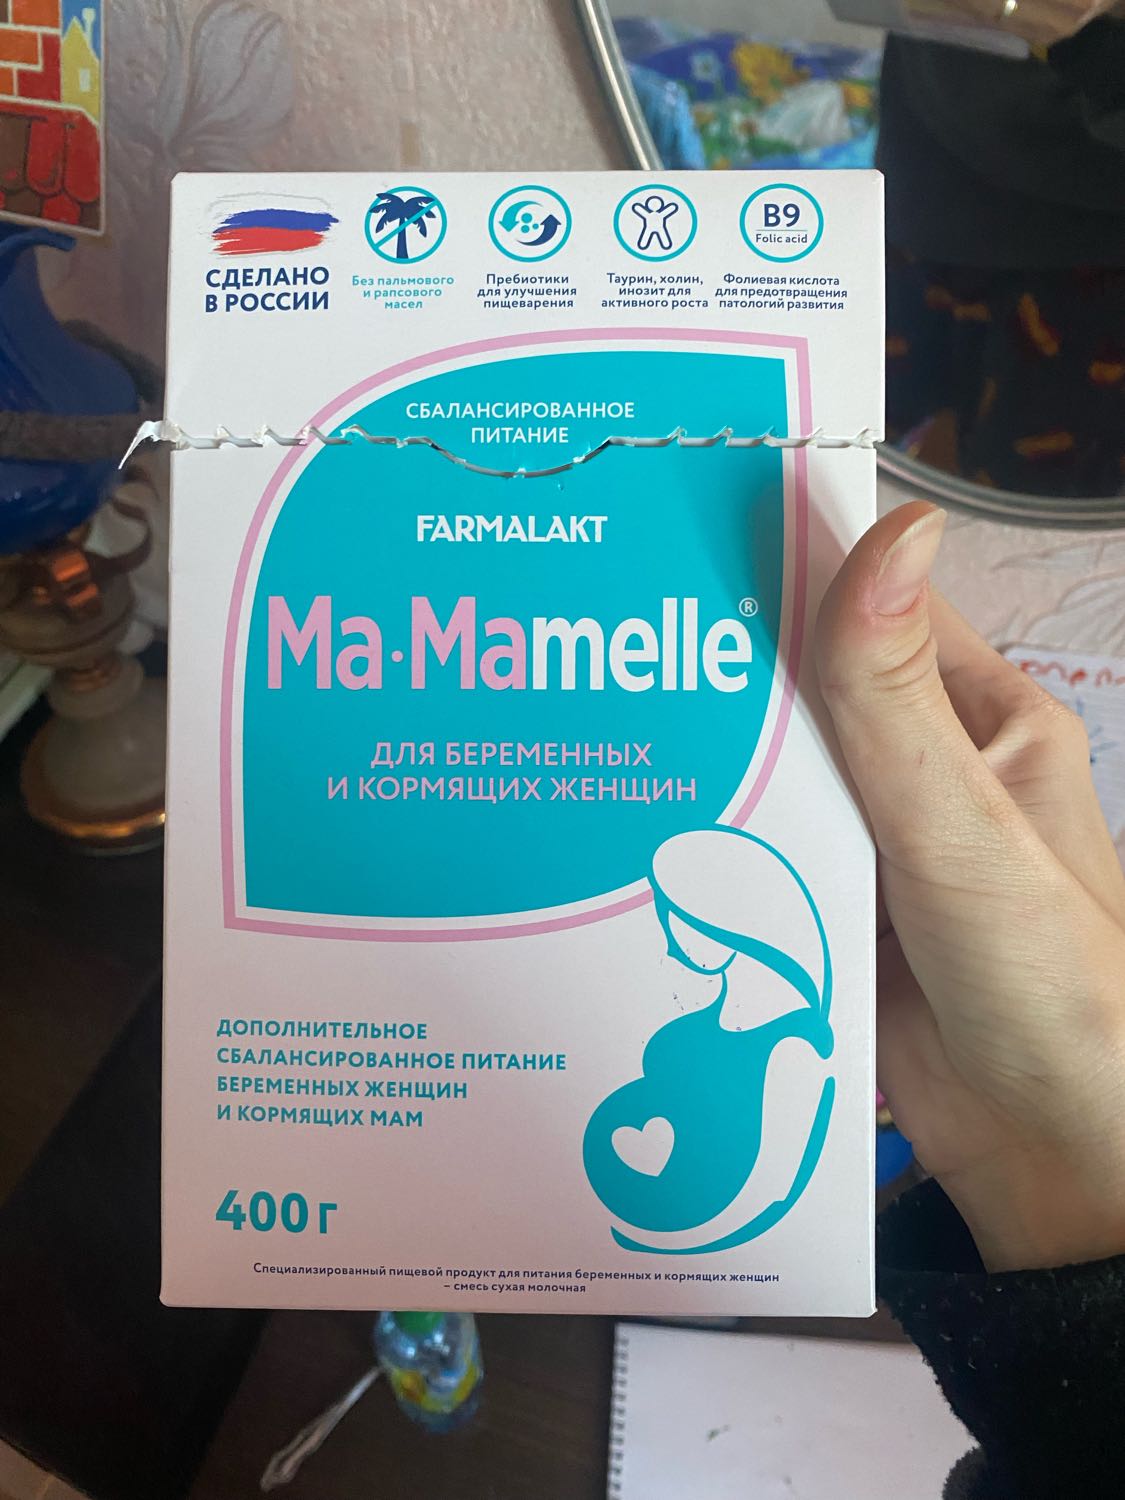 СДЕЛАНО
В РОССИИ
Без пальмового
и рапсового
масел
Пребиотики
для улучшения
пищеварения
Таурин, холин,
инозит для
активного роста
B9
Folic acid
Фолиевая кислота
для предотвращения
патологий развития
СБАЛАНСИРОВАННОЕ
ПИТАНИЕ
FARMALAKT
Ma·Mamelle®
ДЛЯ БЕРЕМЕННЫХ
И КОРМЯЩИХ ЖЕНЩИН
ДОПОЛНИТЕЛЬНОЕ
СБАЛАНСИРОВАННОЕ ПИТАНИЕ
БЕРЕМЕННЫХ ЖЕНЩИН
И КОРМЯЩИХ МАМ
400 г
Специализированный пищевой продукт для питания беременных и кормящих женщин
– смесь сухая молочная